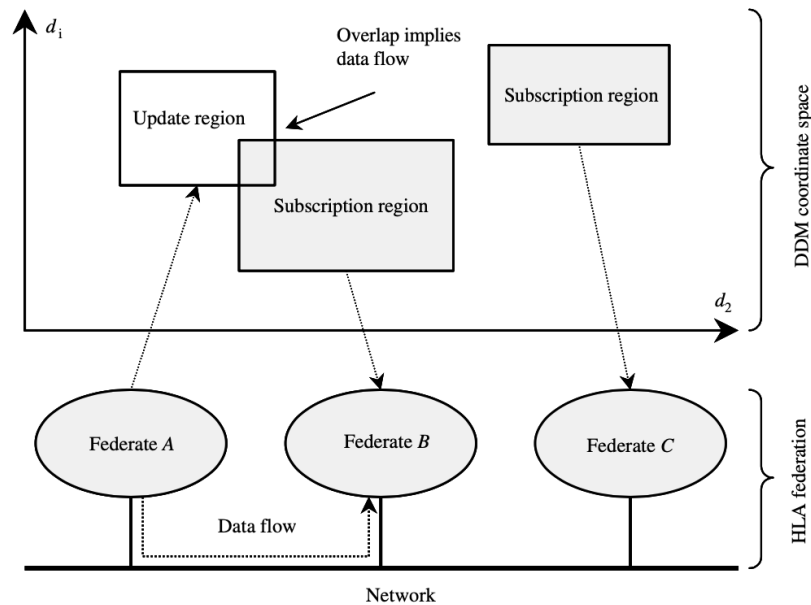 dᵢ
Overlap implies
data flow
Update region
Subscription region
Subscription region
d₂
DDM coordinate space
Federate A
Federate B
Federate C
Data flow
Network
HLA federation